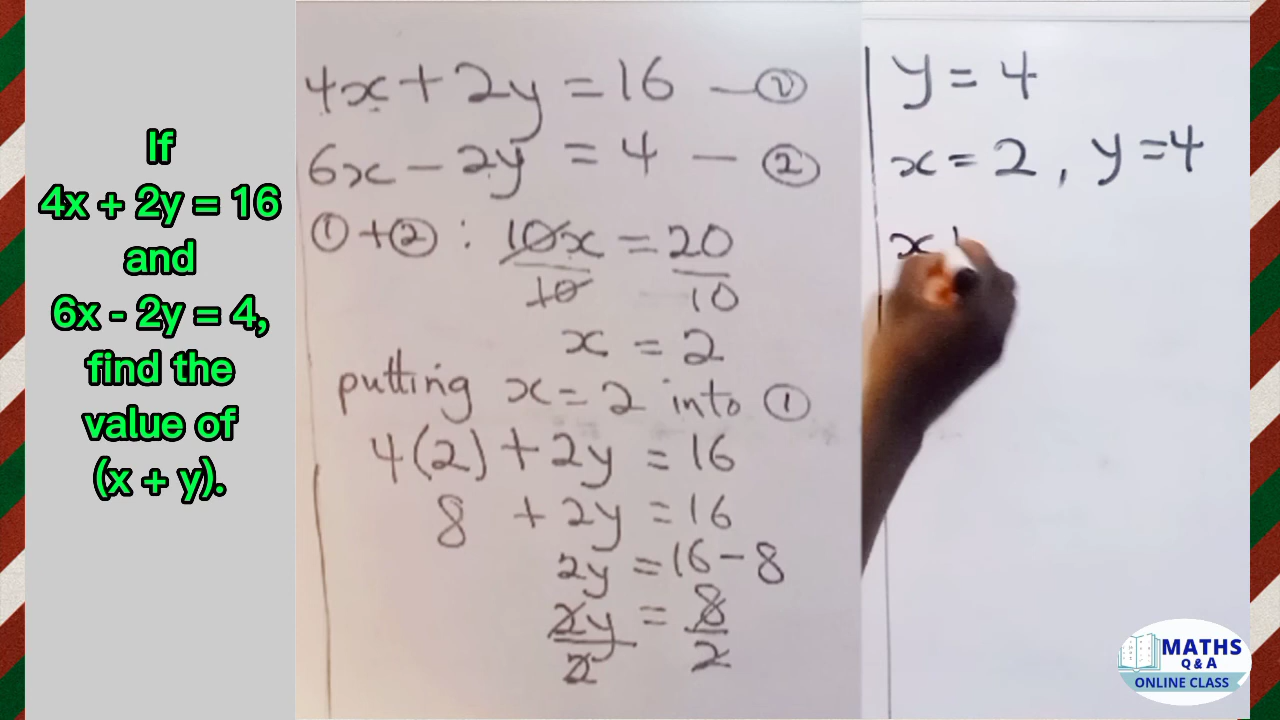 If
4x + 2y = 16
and
6x - 2y = 4,
find the
value of
(x + y).
4x + 2y = 16 — ②
6x - 2y = 4 — ②
① + ② : 10x = 20
10 10
x = 2
putting x = 2 into ①
4(2) + 2y = 16
8 + 2y = 16
2y = 16 - 8
2y = 8
2 2
y = 4
x = 2, y = 4
x
MATHS
Q & A
ONLINE CLASS